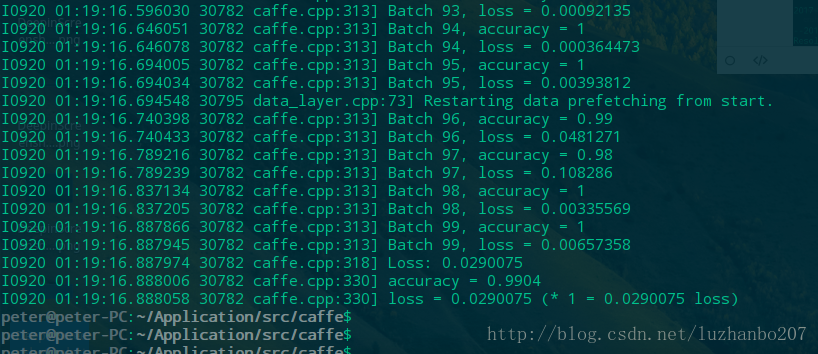 I0920 01:19:16.596030 30782 caffe.cpp:313] Batch 93, loss = 0.00092135
I0920 01:19:16.646051 30782 caffe.cpp:313] Batch 94, accuracy = 1
I0920 01:19:16.646078 30782 caffe.cpp:313] Batch 94, loss = 0.000364473
I0920 01:19:16.694005 30782 caffe.cpp:313] Batch 95, accuracy = 1
I0920 01:19:16.694034 30782 caffe.cpp:313] Batch 95, loss = 0.00393812
I0920 01:19:16.694548 30795 data_layer.cpp:73] Restarting data prefetching from start.
I0920 01:19:16.740398 30782 caffe.cpp:313] Batch 96, accuracy = 0.99
I0920 01:19:16.740433 30782 caffe.cpp:313] Batch 96, loss = 0.0481271
I0920 01:19:16.789216 30782 caffe.cpp:313] Batch 97, accuracy = 0.98
I0920 01:19:16.789239 30782 caffe.cpp:313] Batch 97, loss = 0.108286
I0920 01:19:16.837134 30782 caffe.cpp:313] Batch 98, accuracy = 1
I0920 01:19:16.837205 30782 caffe.cpp:313] Batch 98, loss = 0.00335569
I0920 01:19:16.887866 30782 caffe.cpp:313] Batch 99, accuracy = 1
I0920 01:19:16.887945 30782 caffe.cpp:313] Batch 99, loss = 0.00657358
I0920 01:19:16.887974 30782 caffe.cpp:318] Loss: 0.0290075
I0920 01:19:16.888006 30782 caffe.cpp:330] accuracy = 0.9904
I0920 01:19:16.888058 30782 caffe.cpp:330] loss = 0.0290075 (* 1 = 0.0290075 loss)
peter@peter-PC:~/Application/src/caffe$
peter@peter-PC:~/Application/src/caffe$
peter@peter-PC:~/Application/src/caffe$
http://blog.csdn.net/luzhanbo207